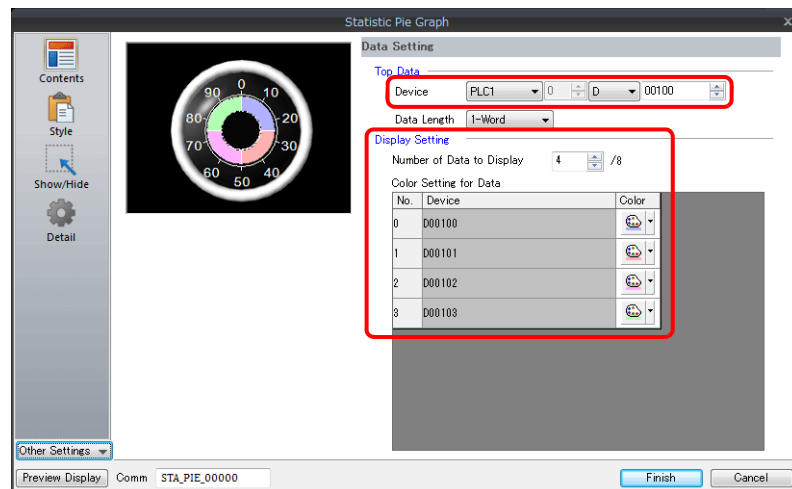 Statistic Pie Graph x
Contents
Style
Show/Hide
Detail
Other Settings
90 0 10
80 20
70 30
60 50 40
Data Setting
Top Data
Device PLC1 0 D 00100
Data Length 1-Word
Display Setting
Number of Data to Display 4 /8
Color Setting for Data
No. Device Color
0 D00100
1 D00101
2 D00102
3 D00103
Preview Display Comm STA_PIE_00000 Finish Cancel